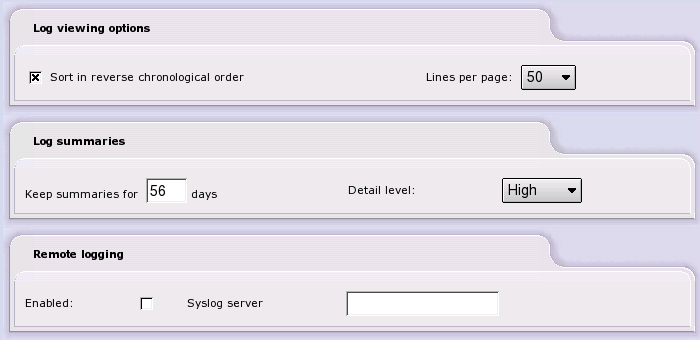 Log viewing options
Sort in reverse chronological order Lines per page: 50
Log summaries
Keep summaries for 56 days Detail level: High
Remote logging
Enabled: Syslog server